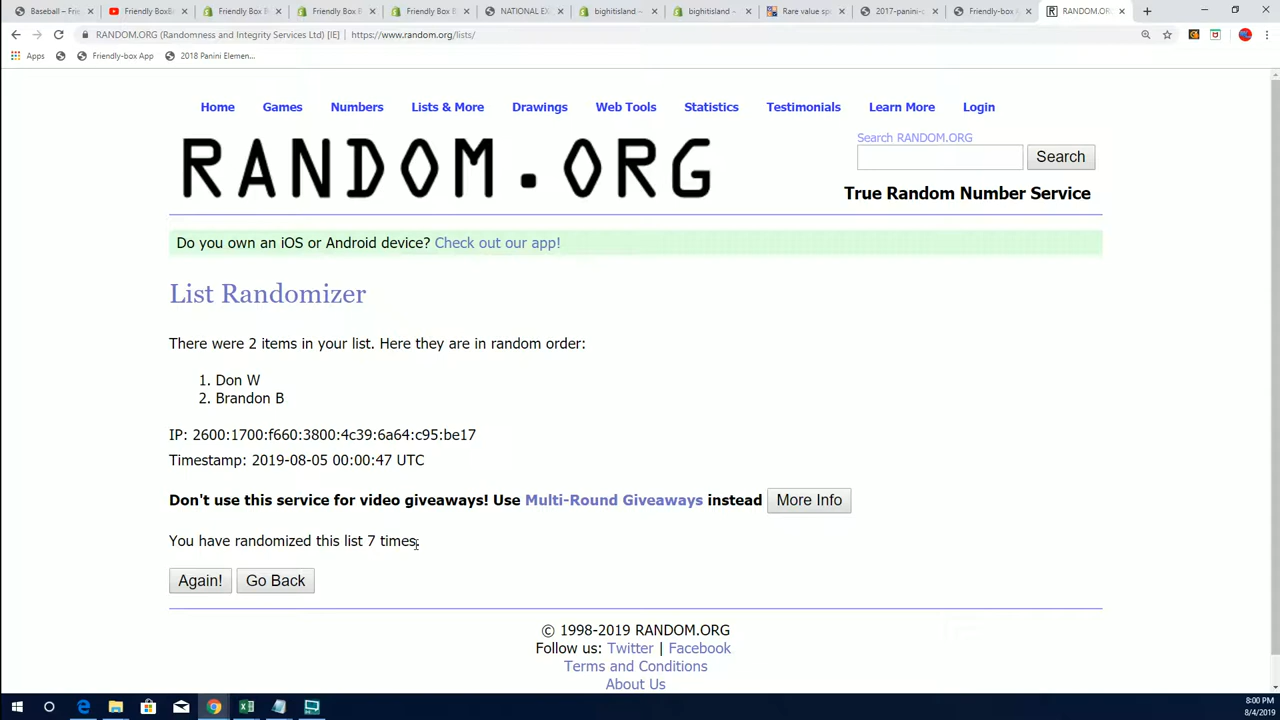 Baseball – Fri
Friendly BoxB
Friendly Box B
Friendly Box B
Friendly Box B
NATIONAL EX
bighitisland –
bighitisland –
Rare value sp
2017-panini-s
Friendly-box
RANDOM.OR
RANDOM.ORG (Randomness and Integrity Services Ltd) [IE] | https://www.random.org/lists/
Apps Friendly-box App 2018 Panini Elemen...
Home Games Numbers Lists & More Drawings Web Tools Statistics Testimonials Learn More Login
RANDOM.ORG
Search RANDOM.ORG
Search
True Random Number Service
Do you own an iOS or Android device? Check out our app!
List Randomizer
There were 2 items in your list. Here they are in random order:
1. Don W
2. Brandon B
IP: 2600:1700:f660:3800:4c39:6a64:c95:be17
Timestamp: 2019-08-05 00:00:47 UTC
Don't use this service for video giveaways! Use Multi-Round Giveaways instead More Info
You have randomized this list 7 times.
Again! Go Back
© 1998-2019 RANDOM.ORG
Follow us: Twitter | Facebook
Terms and Conditions
About Us
8:00 PM
8/4/2019